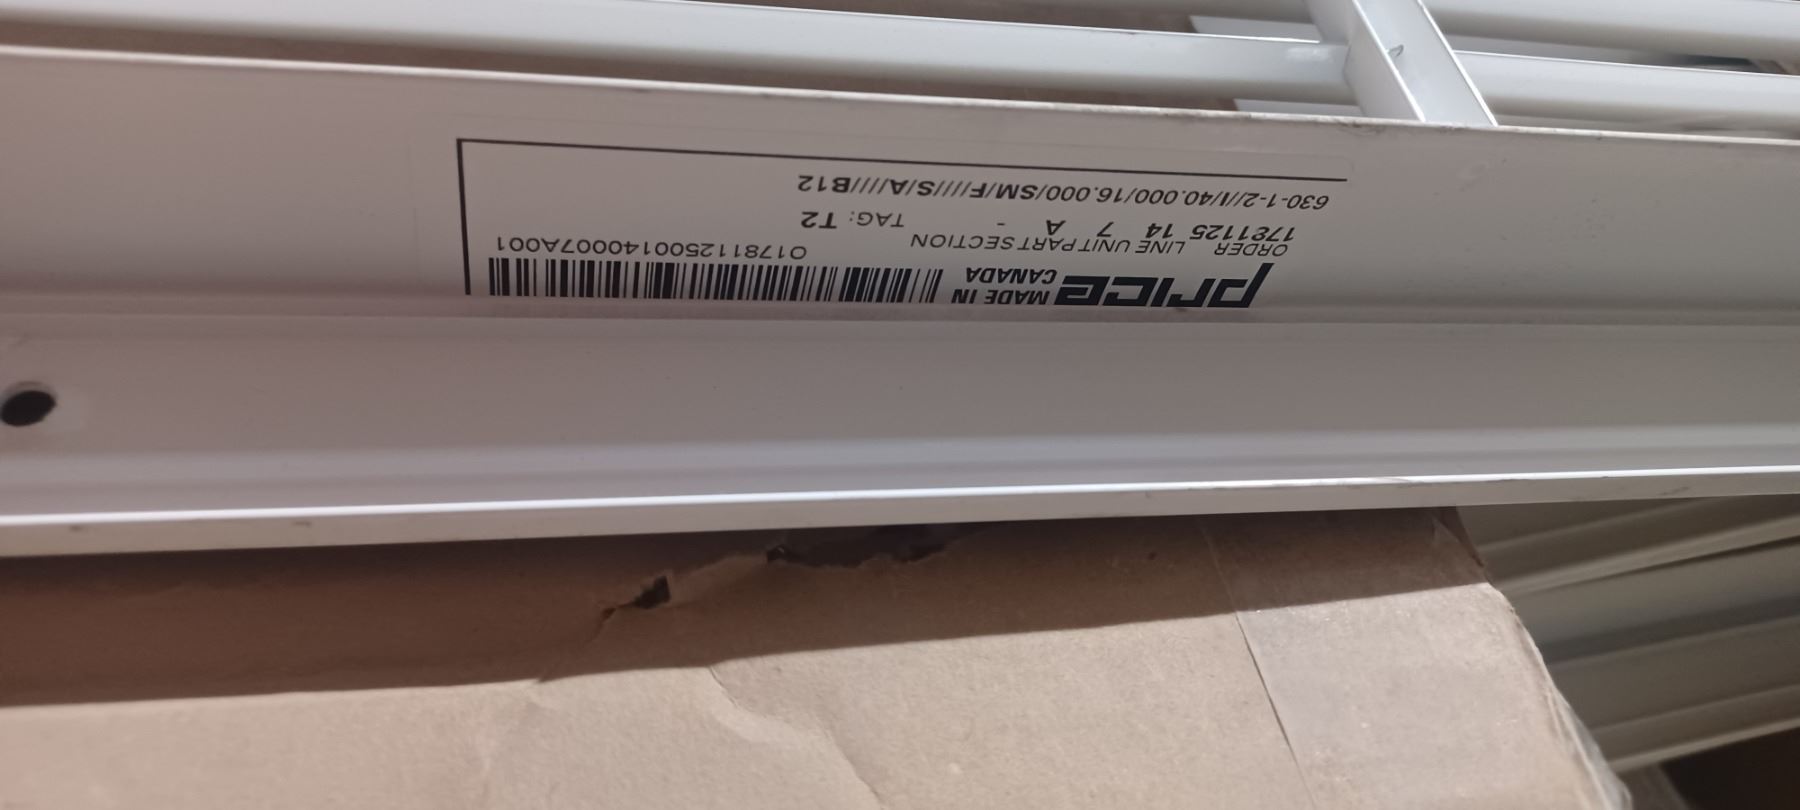 price MADE IN CANADA
O178112500140007A001
ORDER LINE UNIT PART SECTION
1781125 14 7 A - TAG: T2
630-1-2//I/40.000/16.000/SM/F////S/A////B12